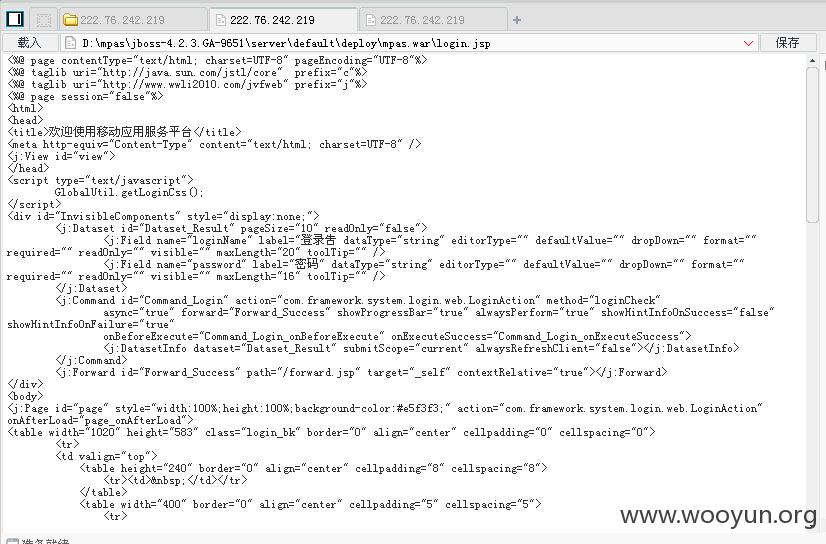 222.76.242.219
222.76.242.219
222.76.242.219
载入
D:\mpas\jboss-4.2.3.GA-9651\server\default\deploy\mpas.war\login.jsp
保存
<%@ page contentType="text/html; charset=UTF-8" pageEncoding="UTF-8"%>
<%@ taglib uri="http://java.sun.com/jstl/core"  prefix="c"%>
<%@ taglib uri="http://www.wwli2010.com/jvfweb" prefix="j"%>
<%@ page session="false"%>
<html>
<head>
<title>欢迎使用移动应用服务平台</title>
<meta http-equiv="Content-Type" content="text/html; charset=UTF-8" />
<j:View id="view">
</head>
<script type="text/javascript">
GlobalUtil.getLoginCss();
</script>
<div id="InvisibleComponents" style="display:none;">
<j:Dataset id="Dataset_Result" pageSize="10" readOnly="false">
<j:Field name="loginName" label="登录告 dataType="string" editorType="" defaultValue="" dropDown="" format=""
required="" readOnly="" visible="" maxLength="20" toolTip="" />
<j:Field name="password" label="密码" dataType="string" editorType="" defaultValue="" dropDown="" format=""
required="" readOnly="" visible="" maxLength="16" toolTip="" />
</j:Dataset>
<j:Command id="Command_Login" action="com.framework.system.login.web.LoginAction" method="loginCheck"
async="true" forward="Forward_Success" showProgressBar="true" alwaysPerform="true" showHintInfoOnSuccess="false"
showHintInfoOnFailure="true"
onBeforeExecute="Command_Login_onBeforeExecute" onExecuteSuccess="Command_Login_onExecuteSuccess">
<j:DatasetInfo dataset="Dataset_Result" submitScope="current" alwaysRefreshClient="false"></j:DatasetInfo>
</j:Command>
<j:Forward id="Forward_Success" path="/forward.jsp" target="_self" contextRelative="true"></j:Forward>
</div>
<body>
<j:Page id="page" style="width:100%;height:100%;background-color:#e5f3f3;" action="com.framework.system.login.web.LoginAction"
onAfterLoad="page_onAfterLoad">
<table width="1020" height="583" class="login_bk" border="0" align="center" cellpadding="0" cellspacing="0">
<tr>
<td valign="top">
<table height="240" border="0" align="center" cellpadding="8" cellspacing="8">
<tr><td>&nbsp;</td></tr>
</table>
<table width="400" border="0" align="center" cellpadding="5" cellspacing="5">
<tr>
www.wooyun.org